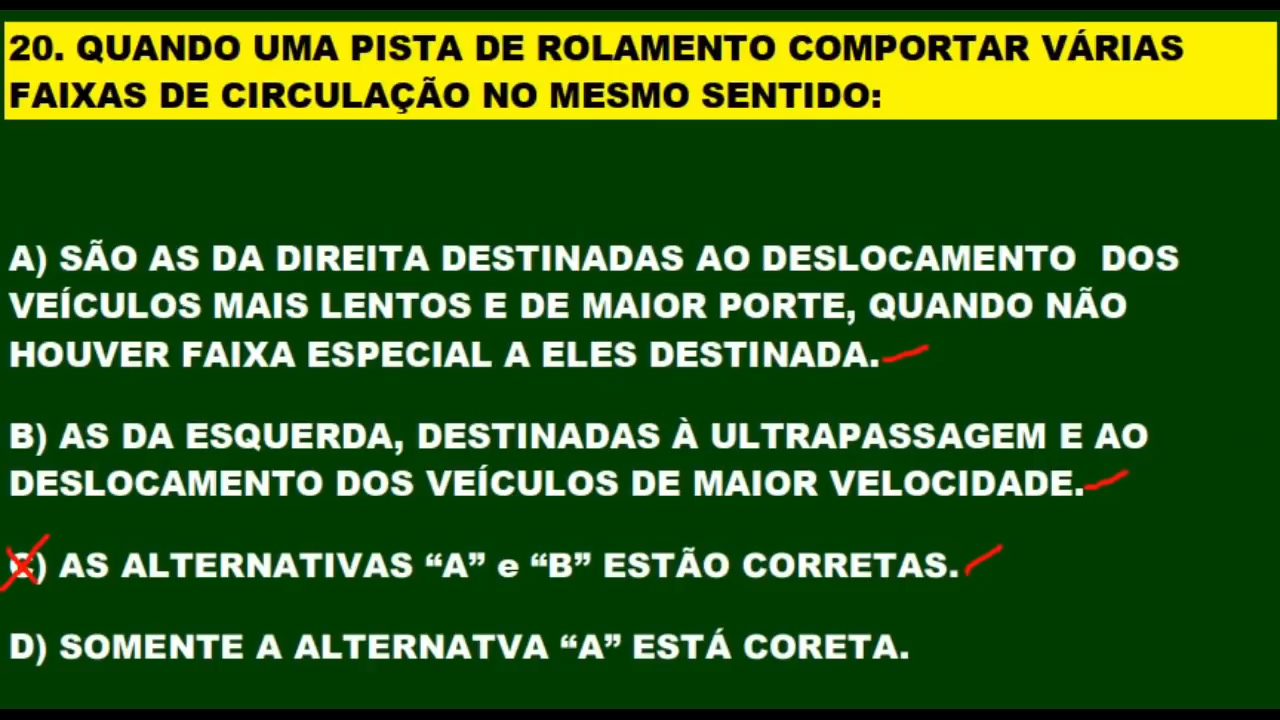 20. QUANDO UMA PISTA DE ROLAMENTO COMPORTAR VÁRIAS
FAIXAS DE CIRCULAÇÃO NO MESMO SENTIDO:
A) SÃO AS DA DIREITA DESTINADAS AO DESLOCAMENTO DOS
VEÍCULOS MAIS LENTOS E DE MAIOR PORTE, QUANDO NÃO
HOUVER FAIXA ESPECIAL A ELES DESTINADA.
B) AS DA ESQUERDA, DESTINADAS À ULTRAPASSAGEM E AO
DESLOCAMENTO DOS VEÍCULOS DE MAIOR VELOCIDADE.
C) AS ALTERNATIVAS “A” e “B” ESTÃO CORRETAS.
D) SOMENTE A ALTERNATVA “A” ESTÁ CORETA.